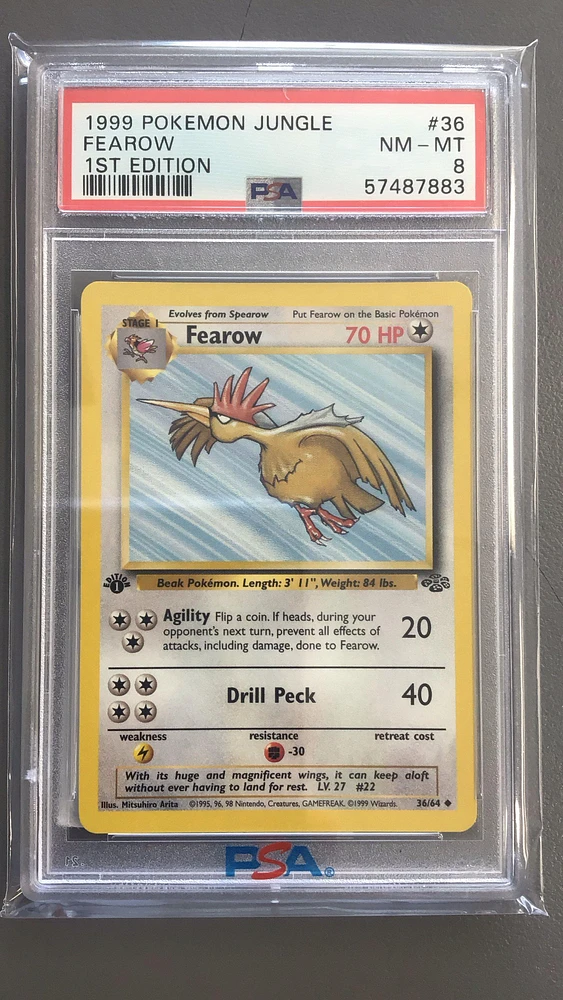 1999 POKEMON JUNGLE #36
FEAROW NM - MT
1ST EDITION 8
57487883
PSA
Evolves from Spearow Put Fearow on the Basic Pokémon
STAGE 1
Fearow 70 HP
EDITION
1
Beak Pokémon. Length: 3' 11", Weight: 84 lbs.
Agility Flip a coin. If heads, during your
opponent's next turn, prevent all effects of
attacks, including damage, done to Fearow.
20
Drill Peck 40
weakness resistance retreat cost
-30
With its huge and magnificent wings, it can keep aloft
without ever having to land for rest. LV. 27 #22
Illus. Mitsuhiro Arita ©1995, 96, 98 Nintendo, Creatures, GAMEFREAK. ©1999 Wizards. 36/64
PSA®